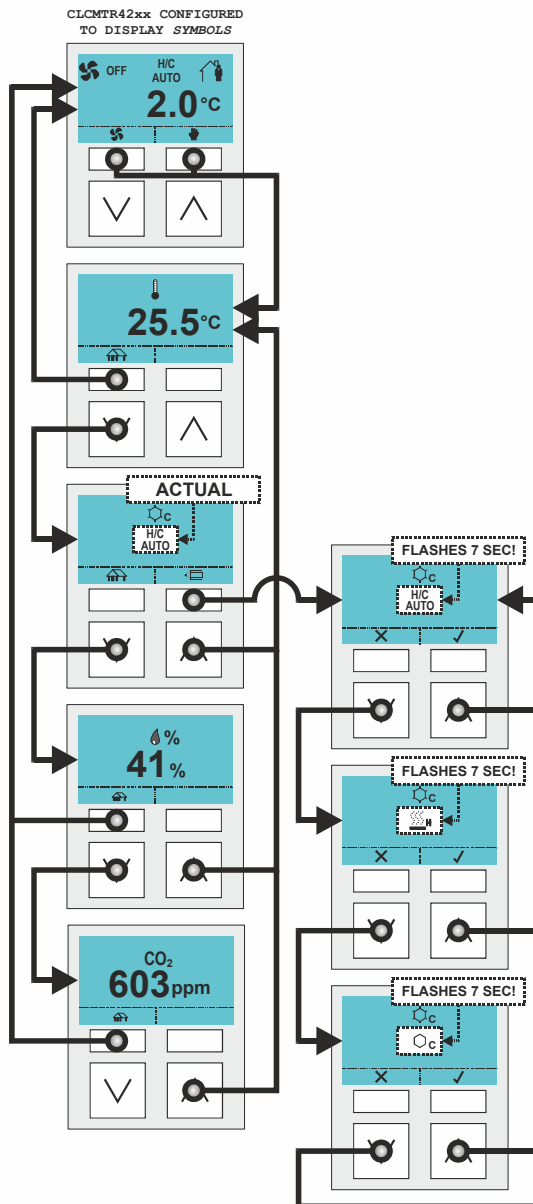 CLCMTR42xx CONFIGURED
TO DISPLAY SYMBOLS
OFF
H/C
AUTO
2.0°C
25.5°C
ACTUAL
C
H/C
AUTO
%
41%
CO₂
603ppm
FLASHES 7 SEC!
C
H/C
AUTO
FLASHES 7 SEC!
C
H
FLASHES 7 SEC!
C
C